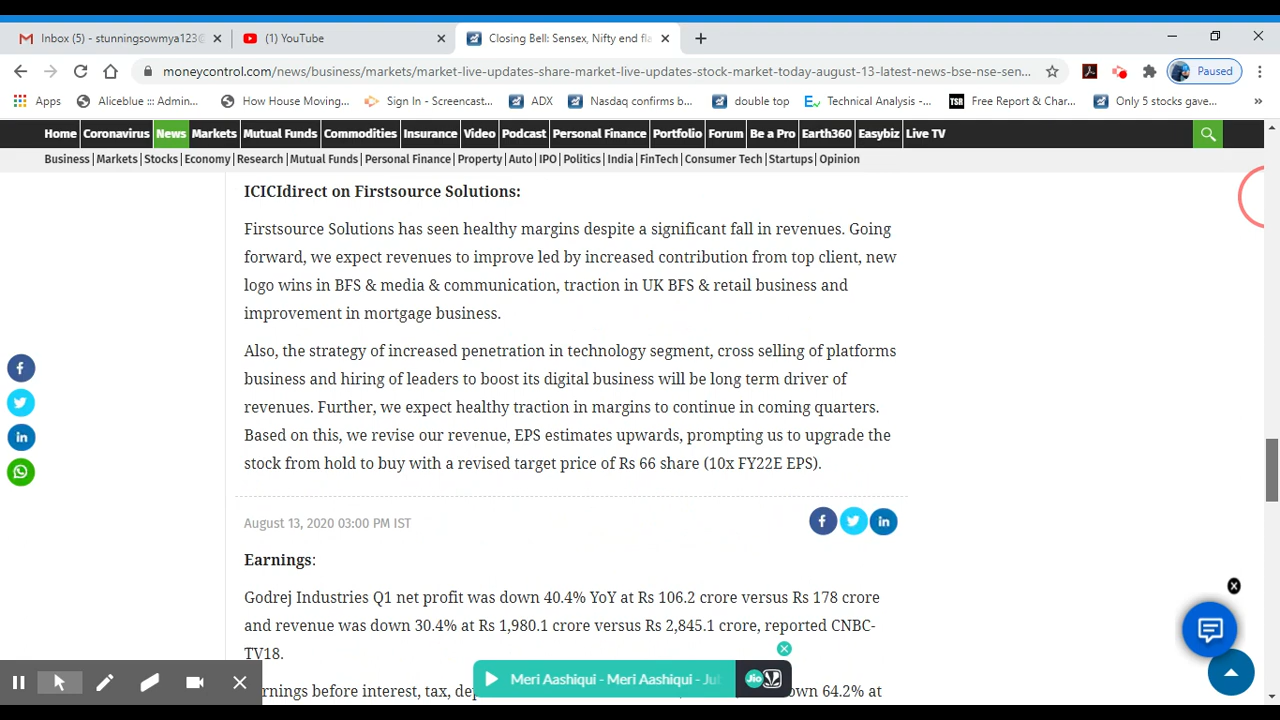 Inbox (5) - stunningsowmya123@
(1) YouTube
Closing Bell: Sensex, Nifty end fla
moneycontrol.com/news/business/markets/market-live-updates-share-market-live-updates-stock-market-today-august-13-latest-news-bse-nse-sen...
Paused
Apps
Aliceblue ::: Admin...
How House Moving...
Sign In - Screencast...
ADX
Nasdaq confirms b...
double top
Technical Analysis -...
TSR
Free Report & Char...
Only 5 stocks gave...
»
Home | Coronavirus | News | Markets | Mutual Funds | Commodities | Insurance | Video | Podcast | Personal Finance | Portfolio | Forum | Be a Pro | Earth360 | Easybiz | Live TV
Business | Markets | Stocks | Economy | Research | Mutual Funds | Personal Finance | Property | Auto | IPO | Politics | India | FinTech | Consumer Tech | Startups | Opinion
ICICIdirect on Firstsource Solutions:
Firstsource Solutions has seen healthy margins despite a significant fall in revenues. Going
forward, we expect revenues to improve led by increased contribution from top client, new
logo wins in BFS & media & communication, traction in UK BFS & retail business and
improvement in mortgage business.
Also, the strategy of increased penetration in technology segment, cross selling of platforms
business and hiring of leaders to boost its digital business will be long term driver of
revenues. Further, we expect healthy traction in margins to continue in coming quarters.
Based on this, we revise our revenue, EPS estimates upwards, prompting us to upgrade the
stock from hold to buy with a revised target price of Rs 66 share (10x FY22E EPS).
August 13, 2020 03:00 PM IST
Earnings:
Godrej Industries Q1 net profit was down 40.4% YoY at Rs 106.2 crore versus Rs 178 crore
and revenue was down 30.4% at Rs 1,980.1 crore versus Rs 2,845.1 crore, reported CNBC-
TV18.
Meri Aashiqui - Meri Aashiqui - Jub
Jio
64.2% at